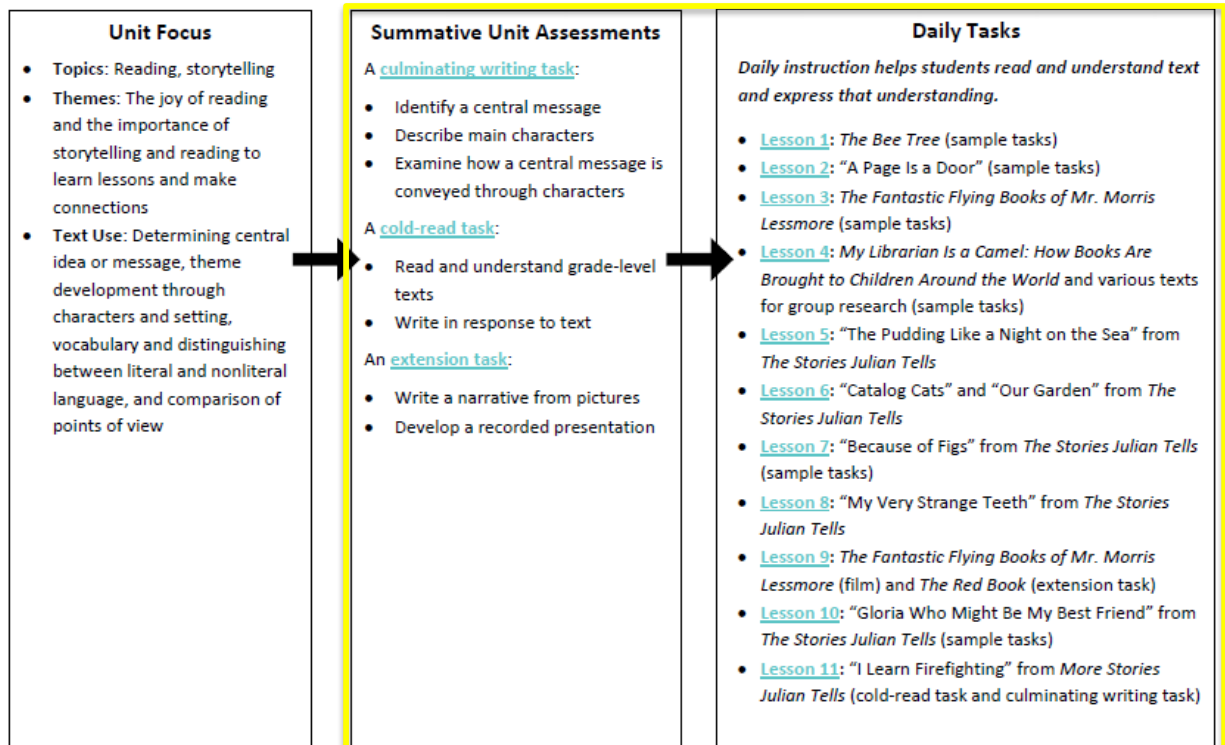 Unit Focus
• Topics: Reading, storytelling
• Themes: The joy of reading
and the importance of
storytelling and reading to
learn lessons and make
connections
• Text Use: Determining central
idea or message, theme
development through
characters and setting,
vocabulary and distinguishing
between literal and nonliteral
language, and comparison of
points of view
Summative Unit Assessments
A culminating writing task:
• Identify a central message
• Describe main characters
• Examine how a central message is
conveyed through characters
A cold-read task:
• Read and understand grade-level
texts
• Write in response to text
An extension task:
• Write a narrative from pictures
• Develop a recorded presentation
Daily Tasks
Daily instruction helps students read and understand text
and express that understanding.
• Lesson 1: The Bee Tree (sample tasks)
• Lesson 2: “A Page Is a Door” (sample tasks)
• Lesson 3: The Fantastic Flying Books of Mr. Morris
Lessmore (sample tasks)
• Lesson 4: My Librarian Is a Camel: How Books Are
Brought to Children Around the World and various texts
for group research (sample tasks)
• Lesson 5: “The Pudding Like a Night on the Sea” from
The Stories Julian Tells
• Lesson 6: “Catalog Cats” and “Our Garden” from The
Stories Julian Tells
• Lesson 7: “Because of Figs” from The Stories Julian Tells
(sample tasks)
• Lesson 8: “My Very Strange Teeth” from The Stories
Julian Tells
• Lesson 9: The Fantastic Flying Books of Mr. Morris
Lessmore (film) and The Red Book (extension task)
• Lesson 10: “Gloria Who Might Be My Best Friend” from
The Stories Julian Tells (sample tasks)
• Lesson 11: “I Learn Firefighting” from More Stories
Julian Tells (cold-read task and culminating writing task)